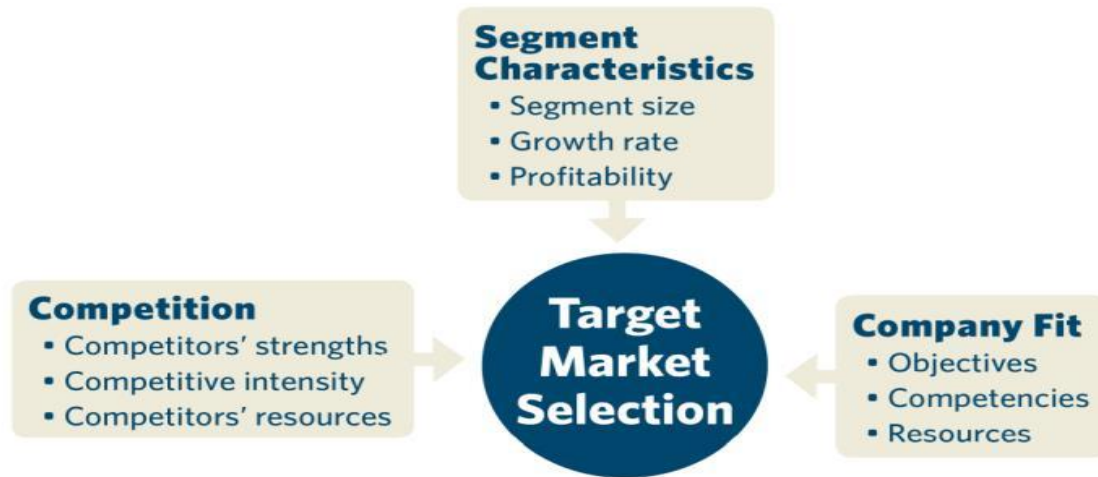 Segment
Characteristics
▪ Segment size
▪ Growth rate
▪ Profitability
Competition
▪ Competitors’ strengths
▪ Competitive intensity
▪ Competitors’ resources
Target
Market
Selection
Company Fit
▪ Objectives
▪ Competencies
▪ Resources